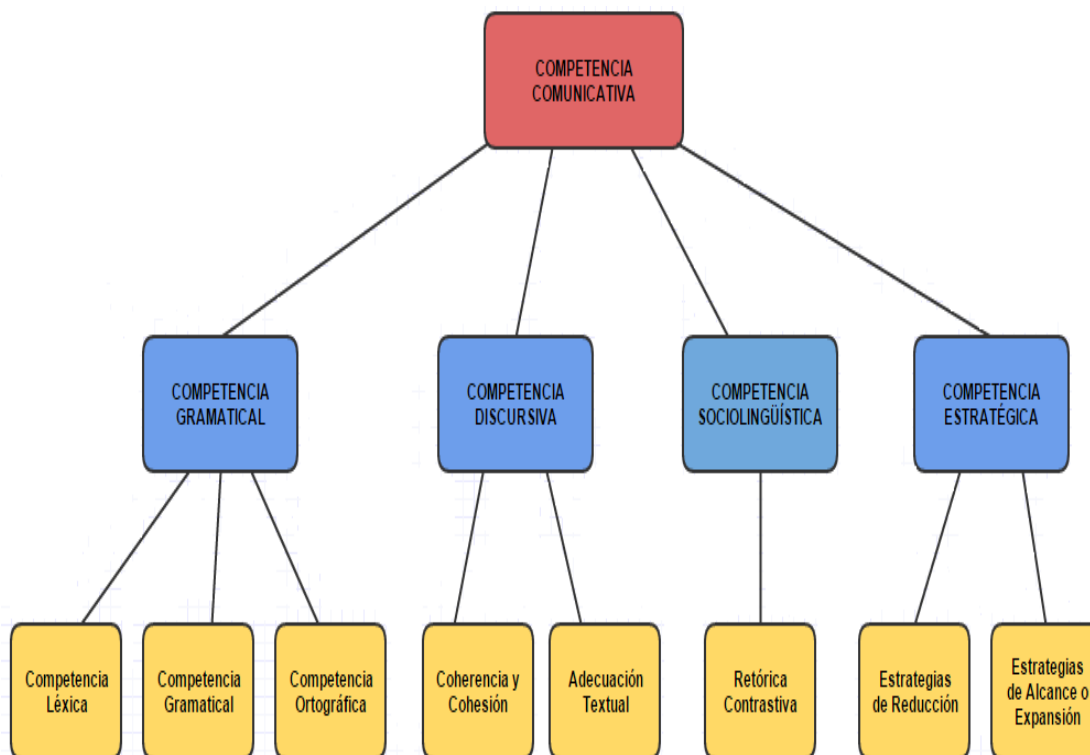 COMPETENCIA
COMUNICATIVA
COMPETENCIA
GRAMATICAL
COMPETENCIA
DISCURSIVA
COMPETENCIA
SOCIOLINGÜÍSTICA
COMPETENCIA
ESTRATÉGICA
Competencia
Léxica
Competencia
Gramatical
Competencia
Ortográfica
Coherencia y
Cohesión
Adecuación
Textual
Retórica
Contrastiva
Estrategias
de Reducción
Estrategias
de Alcance o
Expansión